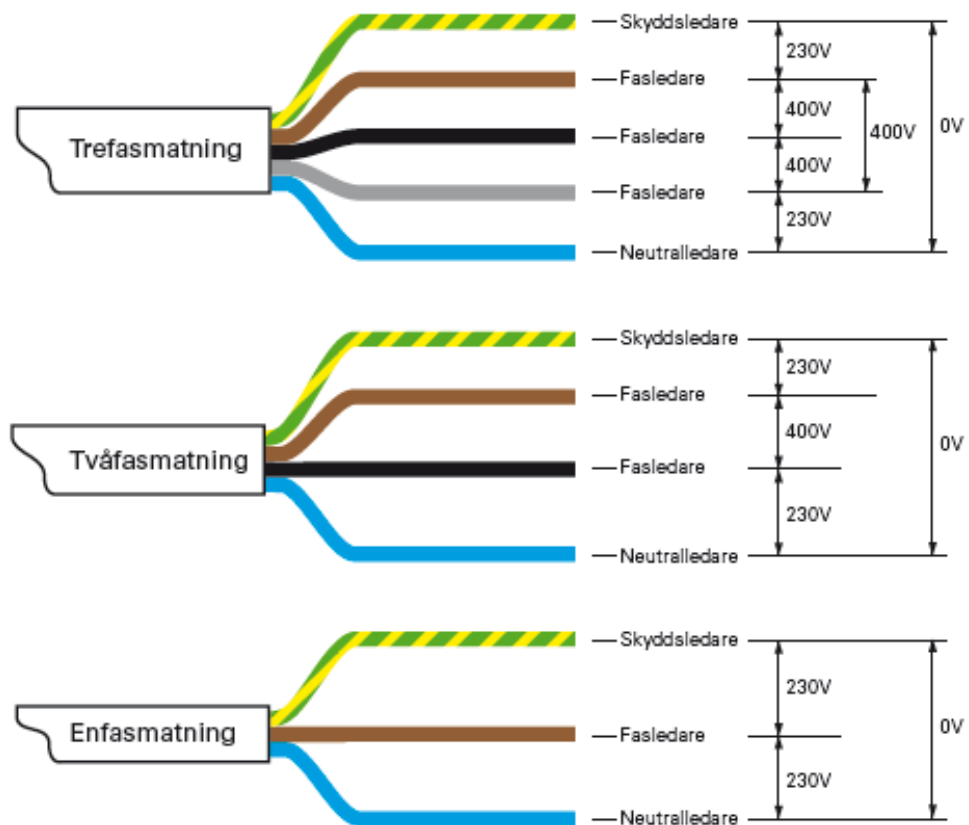 Skyddsledare
230V
Fasledare
400V
Trefasmatning
Fasledare
400V
0V
400V
Fasledare
230V
Neutralledare
Skyddsledare
230V
Fasledare
400V
0V
Tvåfasmatning
Fasledare
230V
Neutralledare
Skyddsledare
230V
Enfasmatning
Fasledare
0V
230V
Neutralledare